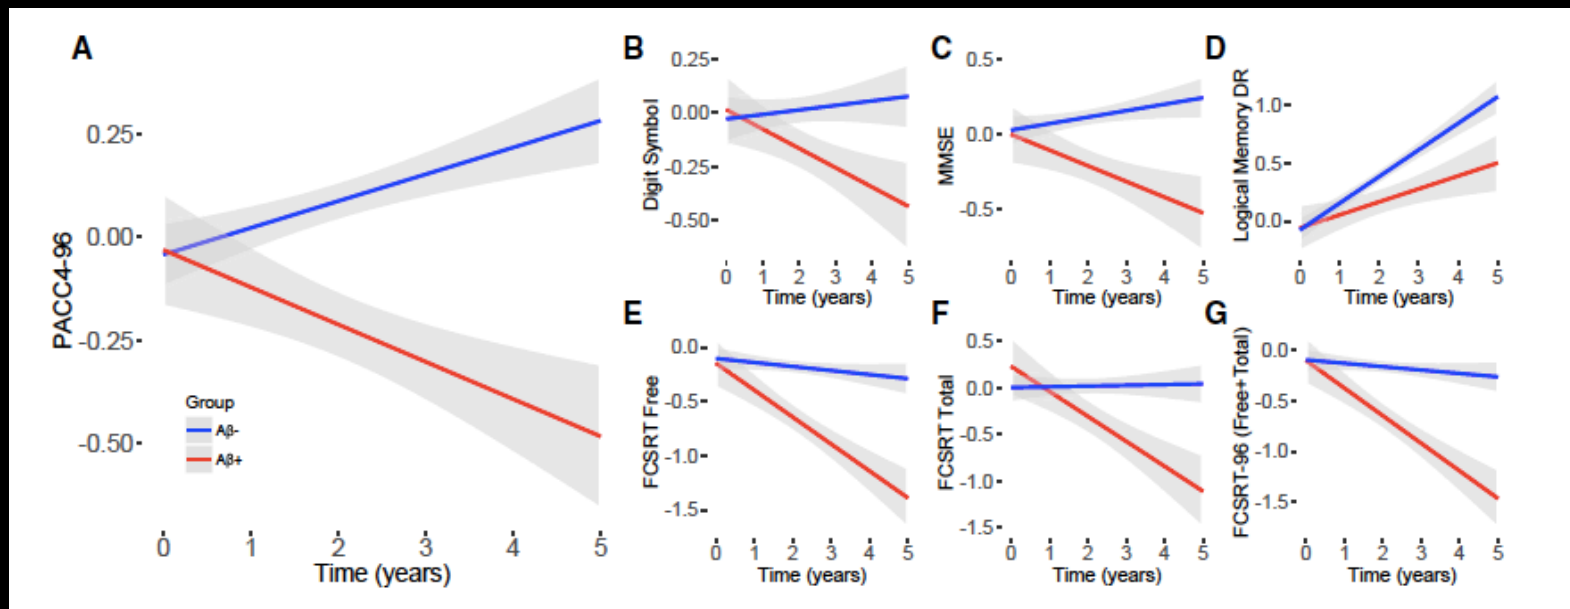 A
PACC4-96
0.25
0.00
-0.25
-0.50
Group
Aβ-
Aβ+
0 1 2 3 4 5
Time (years)
B
Digit Symbol
0.25
0.00
-0.25
-0.50
0 1 2 3 4 5
Time (years)
C
MMSE
0.5
0.0
-0.5
0 1 2 3 4 5
Time (years)
D
Logical Memory DR
1.0
0.5
0.0
0 1 2 3 4 5
Time (years)
E
FCSRT Free
0.0
-0.5
-1.0
-1.5
0 1 2 3 4 5
Time (years)
F
FCSRT Total
0.5
0.0
-0.5
-1.0
-1.5
0 1 2 3 4 5
Time (years)
G
FCSRT-96 (Free+Total)
0.0
-0.5
-1.0
-1.5
0 1 2 3 4 5
Time (years)